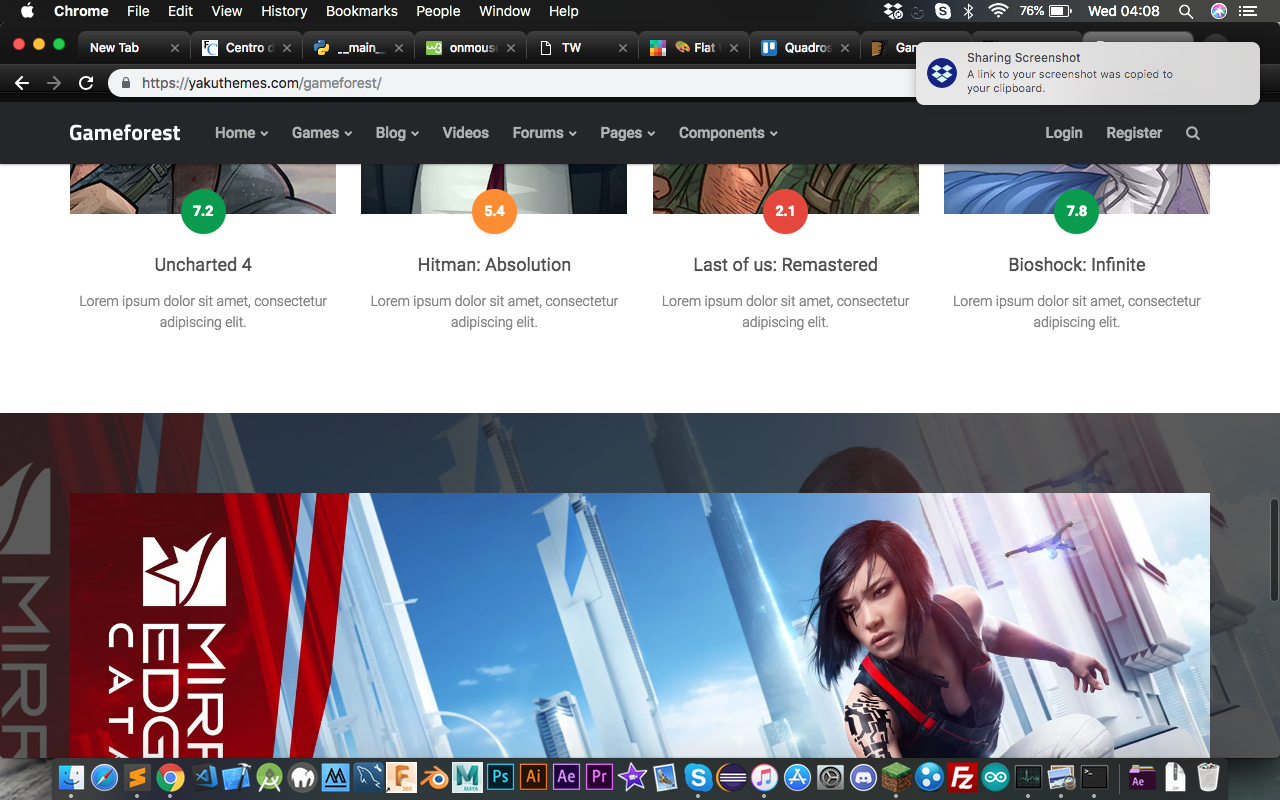 Chrome File Edit View History Bookmarks People Window Help 76% Wed 04:08
New Tab Centro __main_ onmous TW Flat Quadros
Sharing Screenshot
A link to your screenshot was copied to
your clipboard.
https://yakuthemes.com/gameforest/
Gameforest Home Games Blog Videos Forums Pages Components Login Register
7.2 5.4 2.1 7.8
Uncharted 4 Hitman: Absolution Last of us: Remastered Bioshock: Infinite
Lorem ipsum dolor sit amet, consectetur
adipiscing elit.
Lorem ipsum dolor sit amet, consectetur
adipiscing elit.
Lorem ipsum dolor sit amet, consectetur
adipiscing elit.
Lorem ipsum dolor sit amet, consectetur
adipiscing elit.
MIRR
EDG
CATA
Ps Ai Ae Pr Fz Ae
MAYA